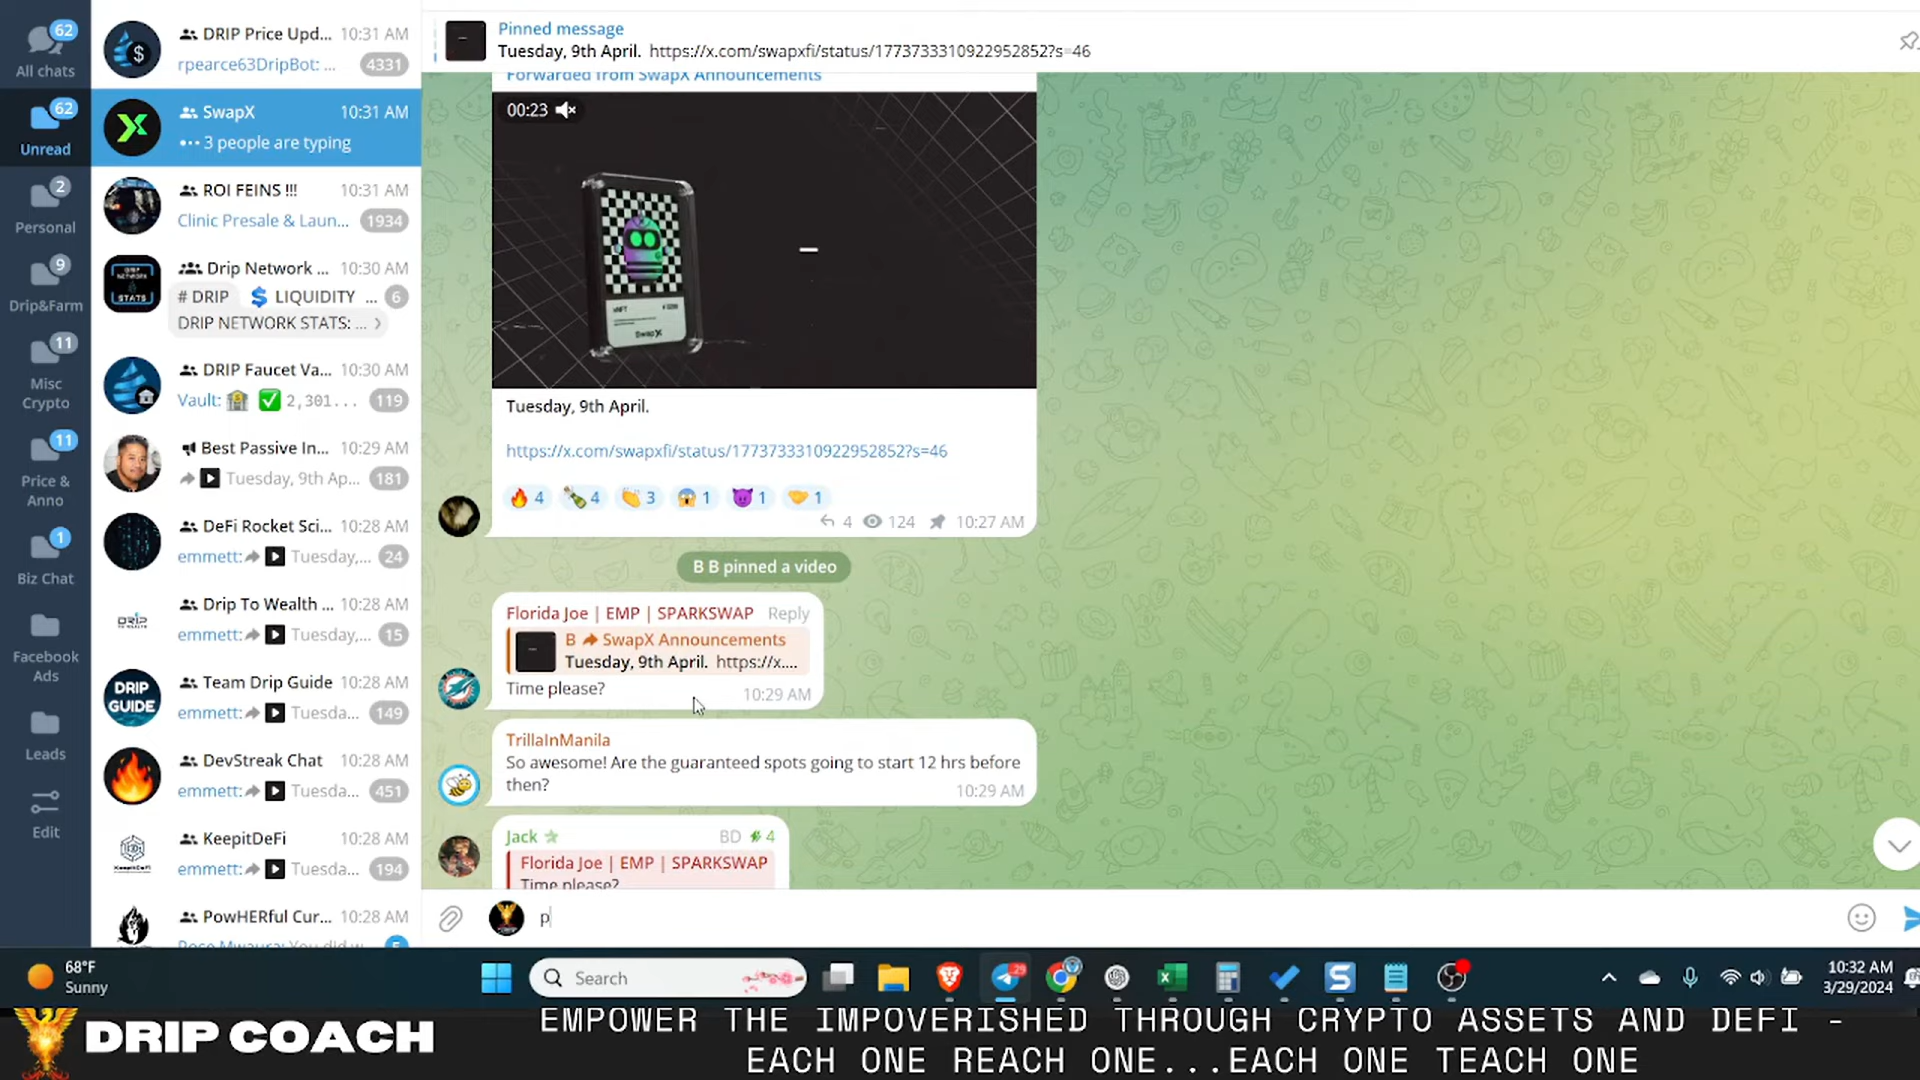 62
All chats
62
Unread
2
Personal
9
Drip&Farm
11
Misc
Crypto
11
Price &
Anno
1
Biz Chat
Facebook
Ads
Leads
Edit
DRIP Price Upd... 10:31 AM
rpearce63DripBot: ... 4331
SwapX 10:31 AM
3 people are typing
ROI FEINS !!! 10:31 AM
Clinic Presale & Laun... 1934
Drip Network ... 10:30 AM
# DRIP 💲 LIQUIDITY ... 6
DRIP NETWORK STATS: ...
DRIP NETWORK STATS
DRIP Faucet Va... 10:30 AM
Vault: 🏦 ✅ 2,301... 119
Best Passive In... 10:29 AM
Tuesday, 9th Ap... 181
DeFi Rocket Sci... 10:28 AM
emmett: Tuesday,... 24
Drip To Wealth ... 10:28 AM
emmett: Tuesday,... 15
Team Drip Guide 10:28 AM
emmett: Tuesda... 149
DRIP
GUIDE
DevStreak Chat 10:28 AM
emmett: Tuesda... 451
KeepitDeFi 10:28 AM
emmett: Tuesda... 194
PowHERful Cur... 10:28 AM
Pinned message
Tuesday, 9th April. https://x.com/swapxfi/status/1773733310922952852?s=46
Forwarded from SwapX Announcements
00:23
SwapX
Tuesday, 9th April.
https://x.com/swapxfi/status/1773733310922952852?s=46
🔥 4 🍾 4 👏 3 😱 1 😈 1 🤝 1
4 124 10:27 AM
B B pinned a video
Florida Joe | EMP | SPARKSWAP Reply
B SwapX Announcements
Tuesday, 9th April. https://x....
Time please? 10:29 AM
TrillaInManila
So awesome! Are the guaranteed spots going to start 12 hrs before
then? 10:29 AM
Jack BD 4
Florida Joe | EMP | SPARKSWAP
Time please?
p
68°F
Sunny
Search
29
10:32 AM
3/29/2024
DRIP COACH
EMPOWER THE IMPOVERISHED THROUGH CRYPTO ASSETS AND DEFI -
EACH ONE REACH ONE...EACH ONE TEACH ONE